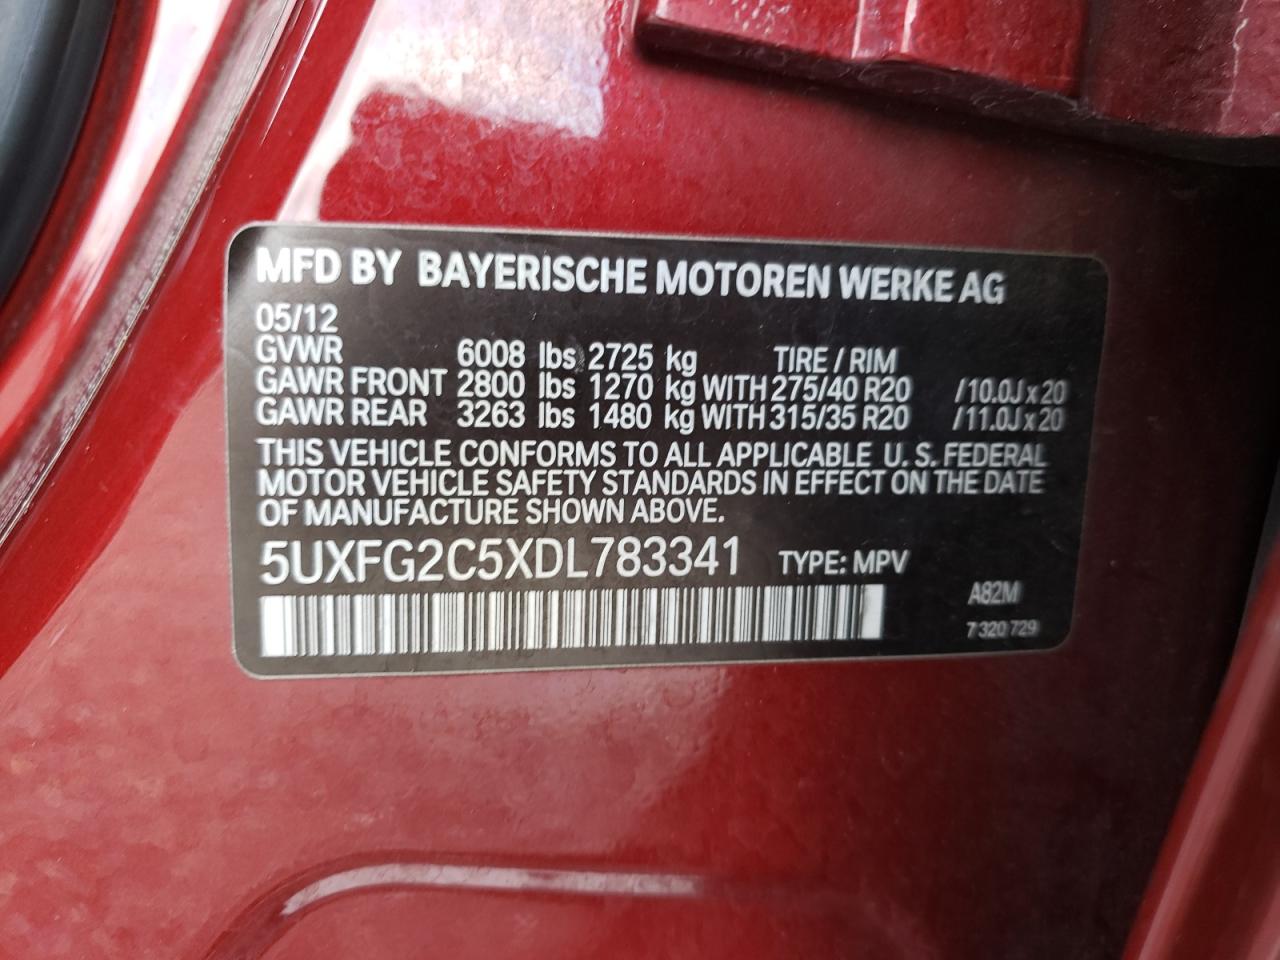 MFD BY BAYERISCHE MOTOREN WERKE AG
05/12
GVWR 6008 lbs 2725 kg TIRE / RIM
GAWR FRONT 2800 lbs 1270 kg WITH 275/40 R20 /10.0J x 20
GAWR REAR 3263 lbs 1480 kg WITH 315/35 R20 /11.0J x 20
THIS VEHICLE CONFORMS TO ALL APPLICABLE U. S. FEDERAL
MOTOR VEHICLE SAFETY STANDARDS IN EFFECT ON THE DATE
OF MANUFACTURE SHOWN ABOVE.
5UXFG2C5XDL783341 TYPE: MPV
A82M
7 320 729